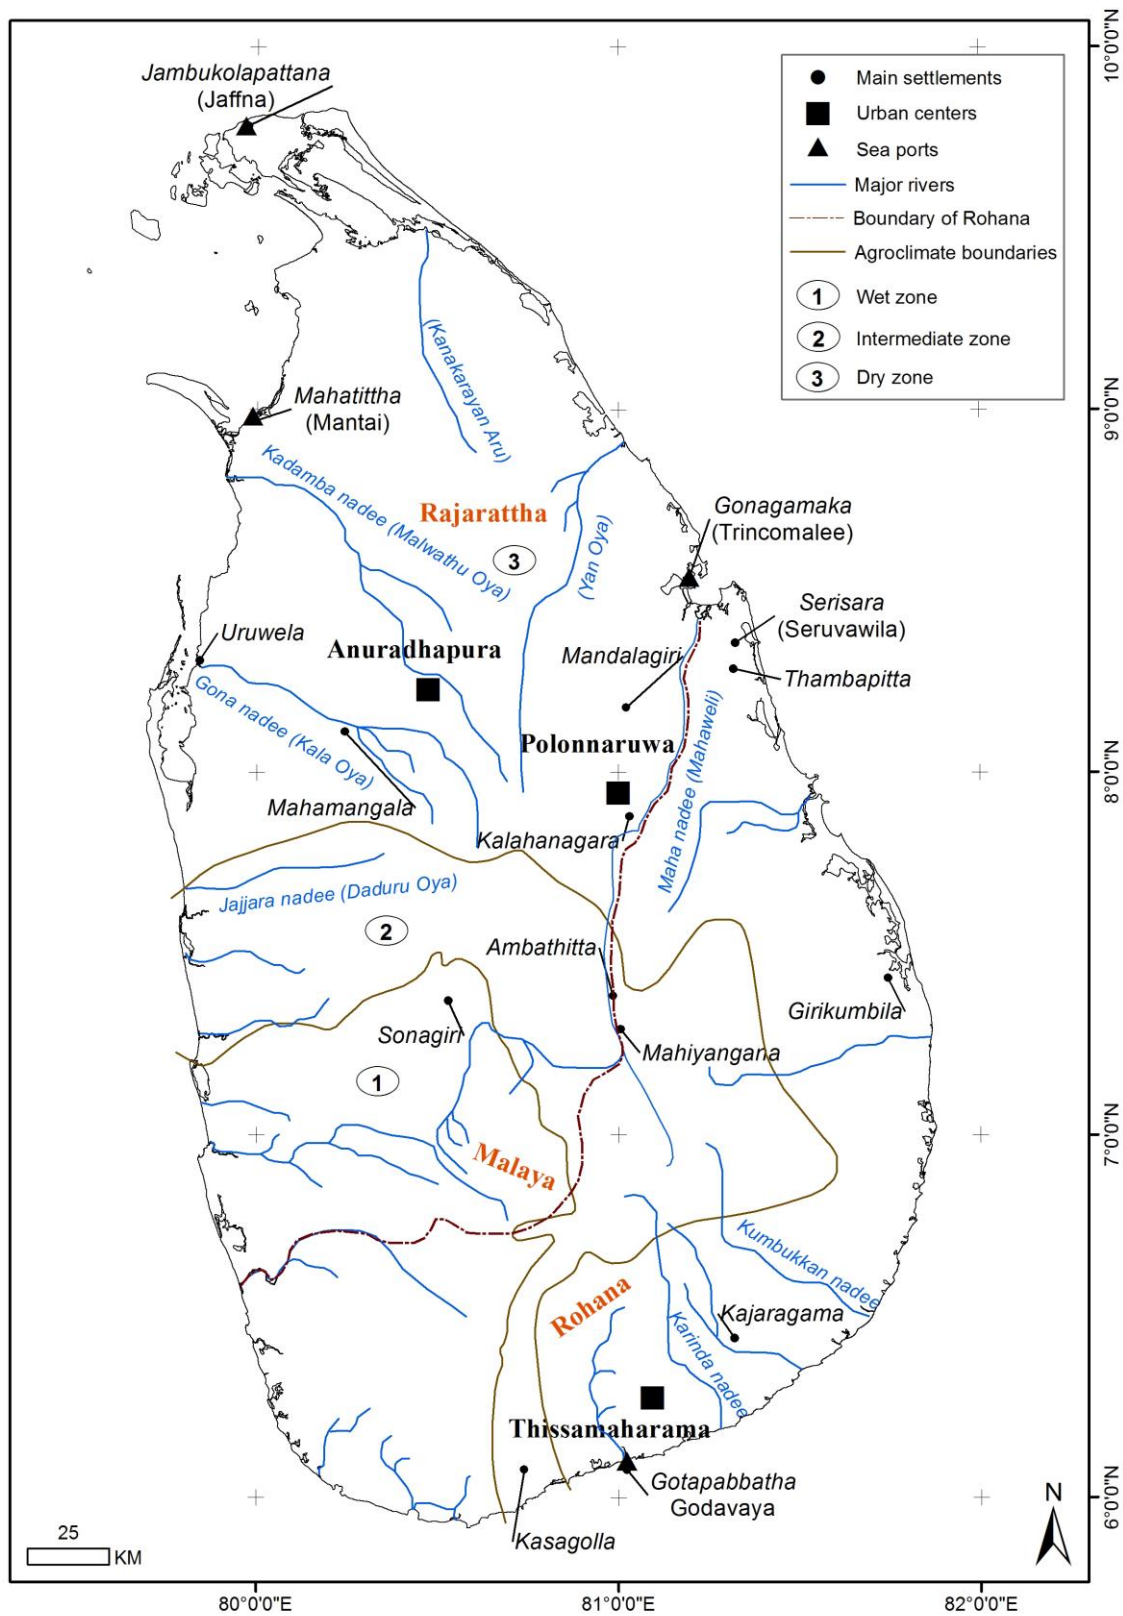 Jambukolapattana
(Jaffna)
Main settlements
Urban centers
Sea ports
Major rivers
Boundary of Rohana
Agroclimate boundaries
1 Wet zone
2 Intermediate zone
3 Dry zone
10°0'0"N
(Kanakarayan Aru)
Mahatittha
(Mantai)
9°0'0"N
Kadamba nadee (Malwathu Oya)
Rajarattha
3
(Yan Oya)
Gonagamaka
(Trincomalee)
Serisara
(Seruvawila)
Uruwela
Anuradhapura
Mandalagiri
Thambapitta
Gona nadee (Kala Oya)
Polonnaruwa
Maha nadee (Mahaweli)
8°0'0"N
Mahamangala
Kalahanagara
Jajjara nadee (Daduru Oya)
2
Ambathitta
Girikumbila
Sonagiri
Mahiyangana
1
Malaya
7°0'0"N
Kumbukkan nadee
Rohana
Kajaragama
Karinda nadee
Thissamaharama
Gotapabbatha
Godavaya
6°0'0"N
Kasagolla
25
KM
N
80°0'0"E
81°0'0"E
82°0'0"E